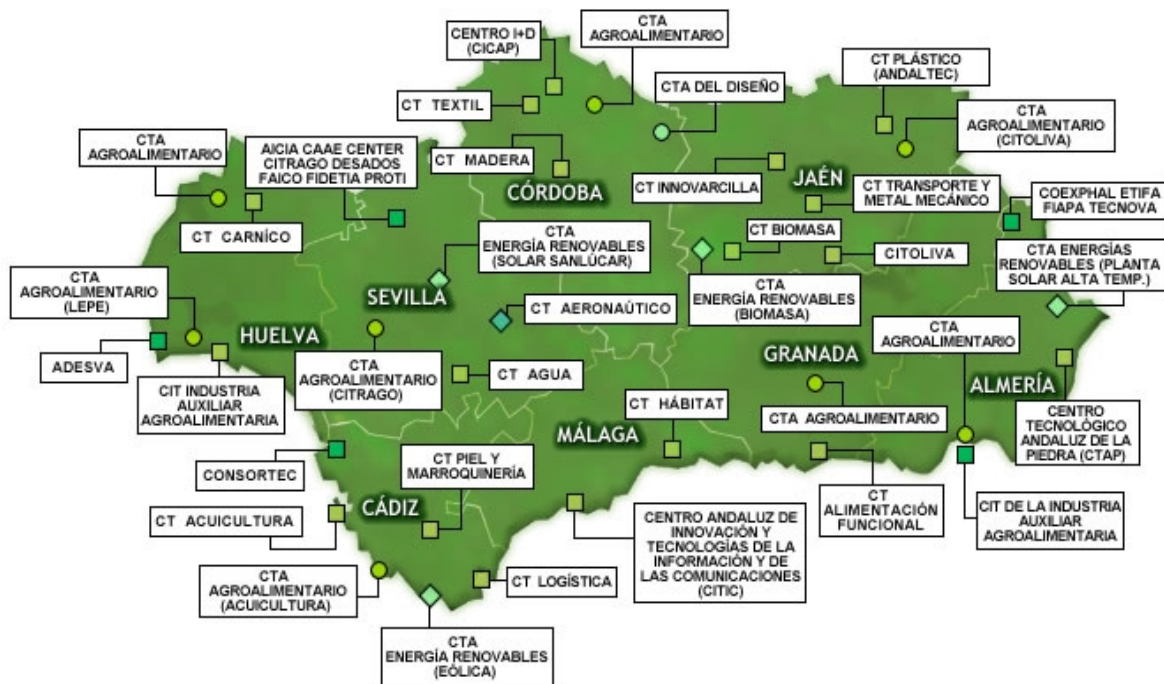 CENTRO I+D
(CICAP)
CTA
AGROALIMENTARIO
CT PLÁSTICO
(ANDALTEC)
CTA DEL DISEÑO
CT TEXTIL
CTA
AGROALIMENTARIO
(CITOLIVA)
CTA
AGROALIMENTARIO
AICIA CAAE CENTER
CITRAGO DESADOS
FAICO FIDETIA PROTI
CT MADERA
CÓRDOBA
CT INNOVARCILLA
JAÉN
CT TRANSPORTE Y
METAL MECÁNICO
COEXPHAL ETIFA
FIAPA TECNOVA
CT CARNÍCO
CTA
ENERGÍA RENOVABLES
(SOLAR SANLÚCAR)
CT BIOMASA
CITOLIVA
CTA ENERGÍAS
RENOVABLES (PLANTA
SOLAR ALTA TEMP.)
CTA
AGROALIMENTARIO
(LEPE)
SEVILLA
CT AERONAÙTICO
CTA
ENERGÍA RENOVABLES
(BIOMASA)
HUELVA
CTA
AGROALIMENTARIO
ADESVA
GRANADA
ALMERÍA
CTA
AGROALIMENTARIO
(CITRAGO)
CT AGUA
CIT INDUSTRIA
AUXILIAR
AGROALIMENTARIA
CT HÁBITAT
CTA AGROALIMENTARIO
CENTRO
TECNOLÒGICO
ANDALUZ DE LA
PIEDRA (CTAP)
MÁLAGA
CONSORTEC
CT PIEL Y
MARROQUINERÍA
CT
ALIMENTACIÓN
FUNCIONAL
CIT DE LA INDUSTRIA
AUXILIAR
AGROALIMENTARIA
CÁDIZ
CT ACUICULTURA
CENTRO ANDALUZ DE
INNOVACIÓN Y
TECNOLOGÍAS DE LA
INFORMACIÓN Y DE
LAS COMUNICACIONES
(CITIC)
CTA
AGROALIMENTARIO
(ACUICULTURA)
CT LOGÍSTICA
CTA
ENERGÍA RENOVABLES
(EÒLICA)